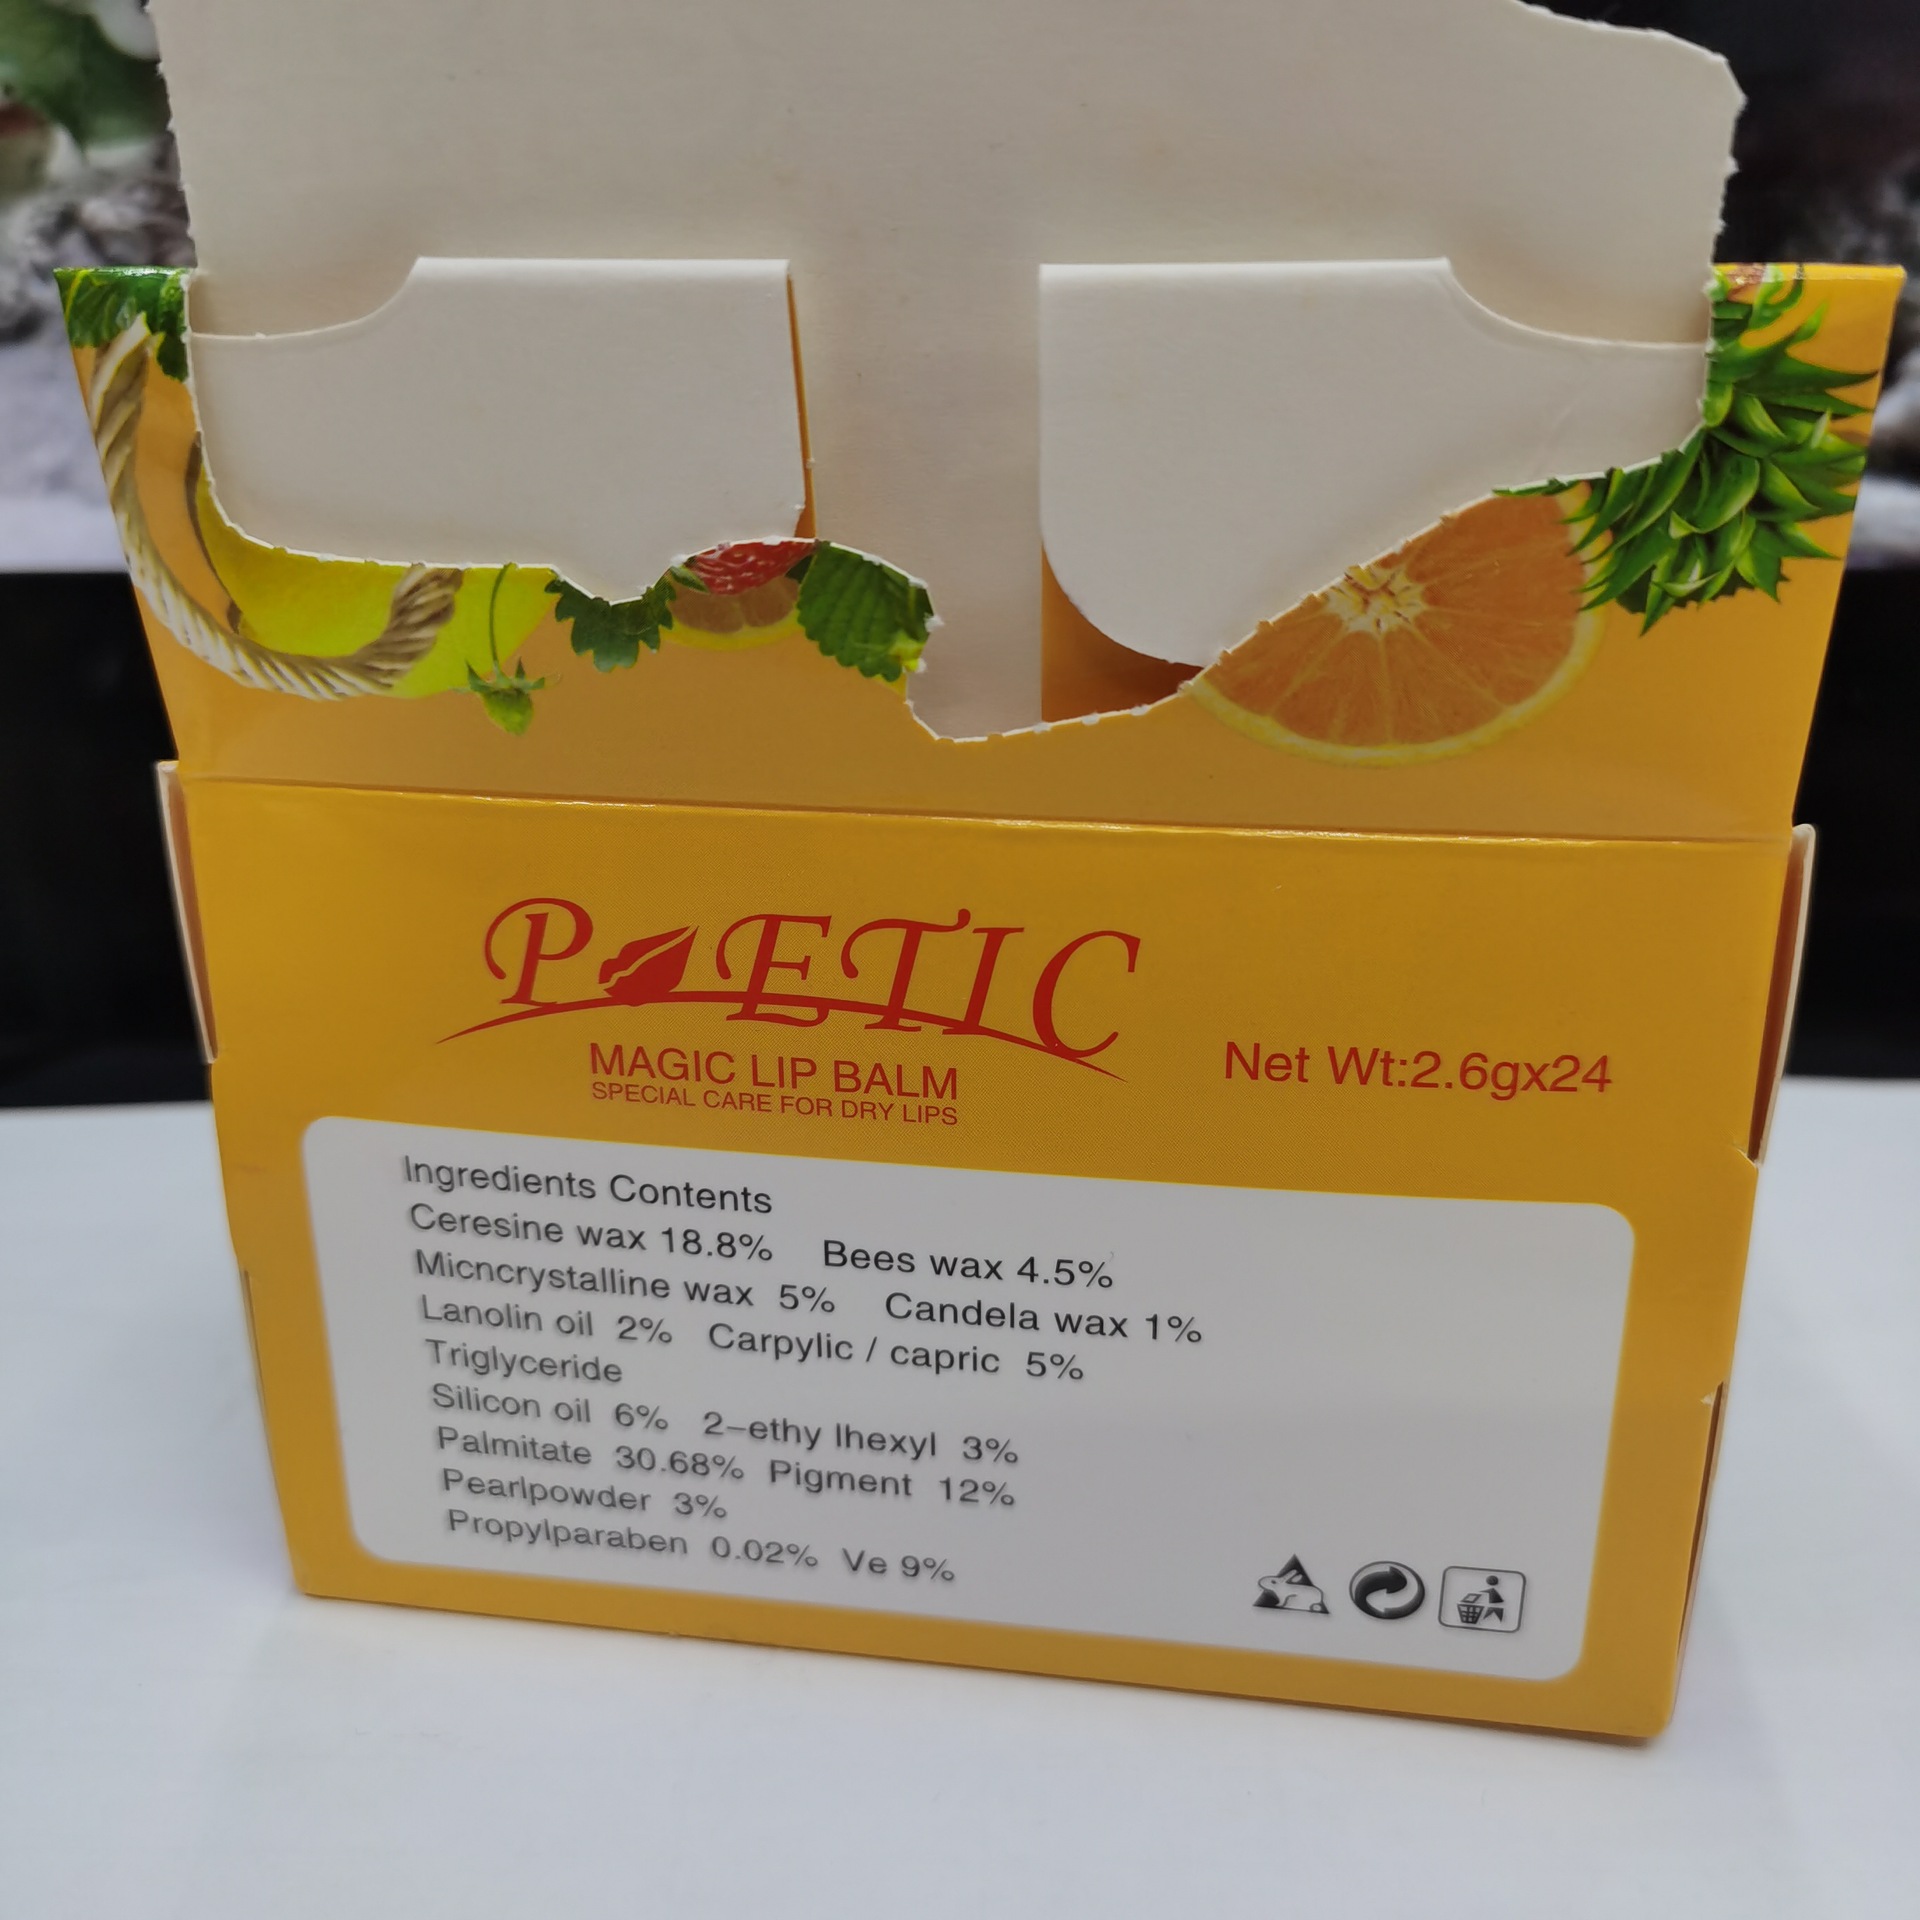 POETIC
MAGIC LIP BALM
SPECIAL CARE FOR DRY LIPS
Net Wt:2.6gx24
Ingredients Contents
Ceresine wax 18.8% Bees wax 4.5%
Micncrystalline wax 5% Candela wax 1%
Lanolin oil 2% Carpylic / capric 5%
Triglyceride
Silicon oil 6% 2-ethy lhexyl 3%
Palmitate 30.68% Pigment 12%
Pearlpowder 3%
Propylparaben 0.02% Ve 9%